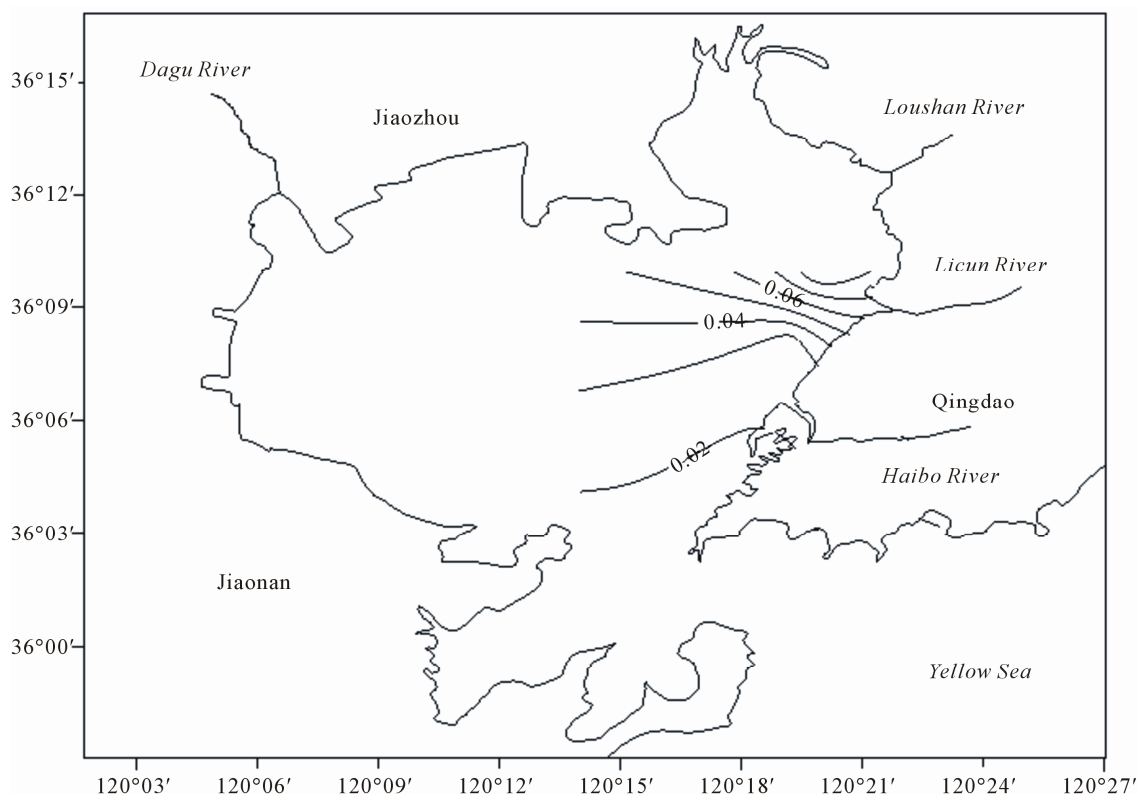 Dagu River
36°15′
Jiaozhou
Loushan River
36°12′
Licun River
0.06
36°09′
0.04
36°06′
Qingdao
0.02
Haibo River
36°03′
Jiaonan
36°00′
Yellow Sea
120°03′ 120°06′ 120°09′ 120°12′ 120°15′ 120°18′ 120°21′ 120°24′ 120°27′